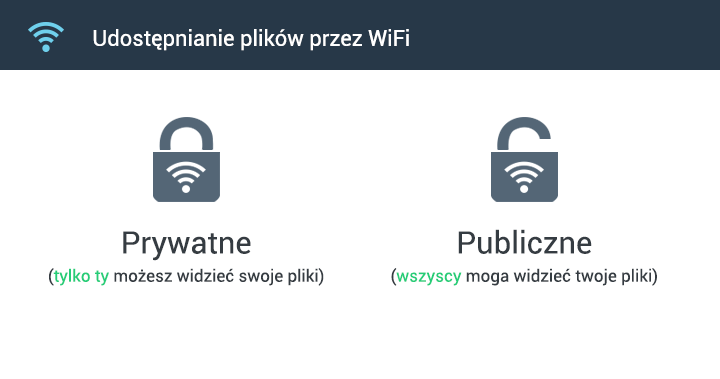 Udostępnianie plików przez WiFi
Prywatne
(tylko ty możesz widzieć swoje pliki)
Publiczne
(wszyscy moga widzieć twoje pliki)